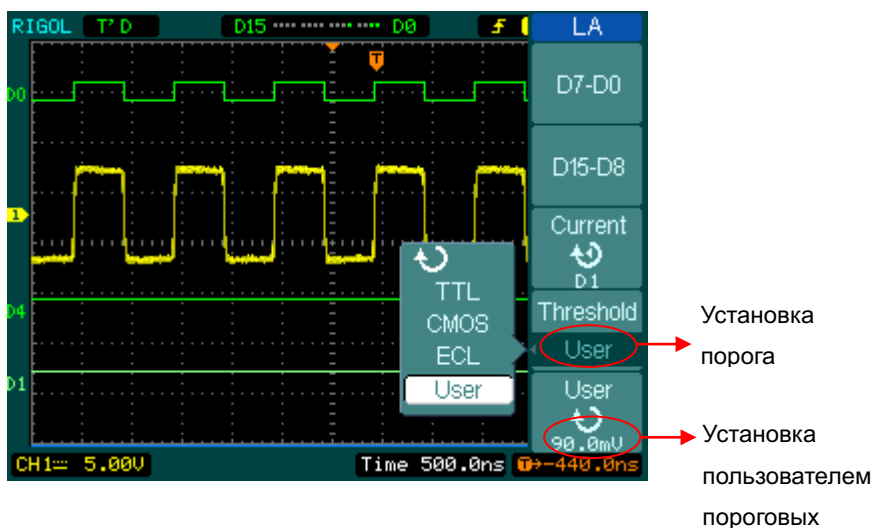 RIGOL T'D D15 D0 LA
D0
D7-D0
D15-D8
1
Current
D1
T
TTL
CMOS
ECL
User
D4
D1
Threshold
User
User
90.0mV
CH1 5.00V Time 500.0ns T→-440.0ns
Установка
порога
Установка
пользователем
пороговых